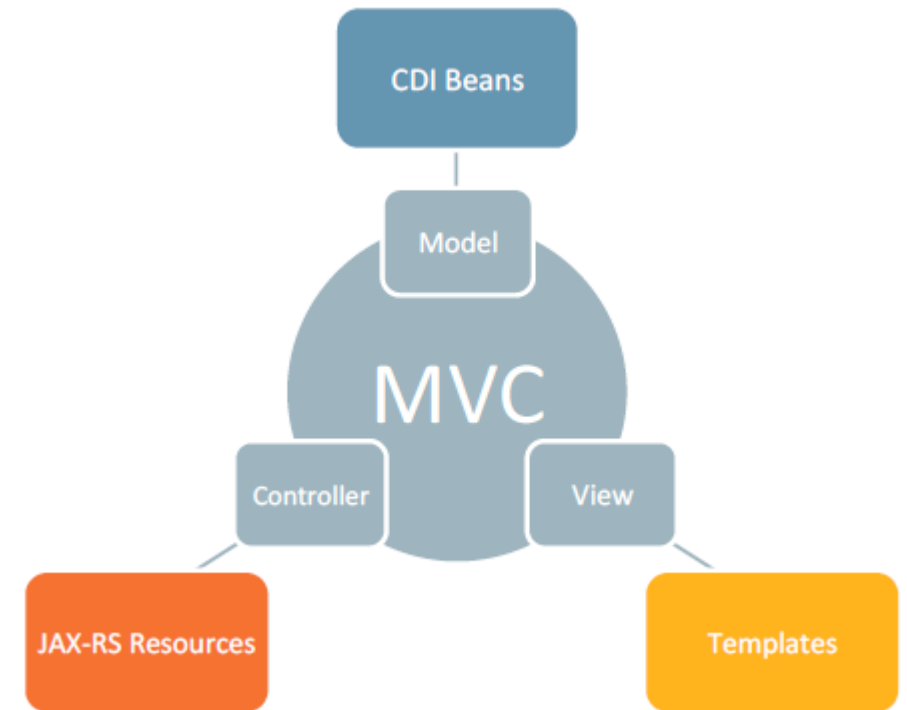 CDI Beans
Model
MVC
Controller
View
JAX-RS Resources
Templates